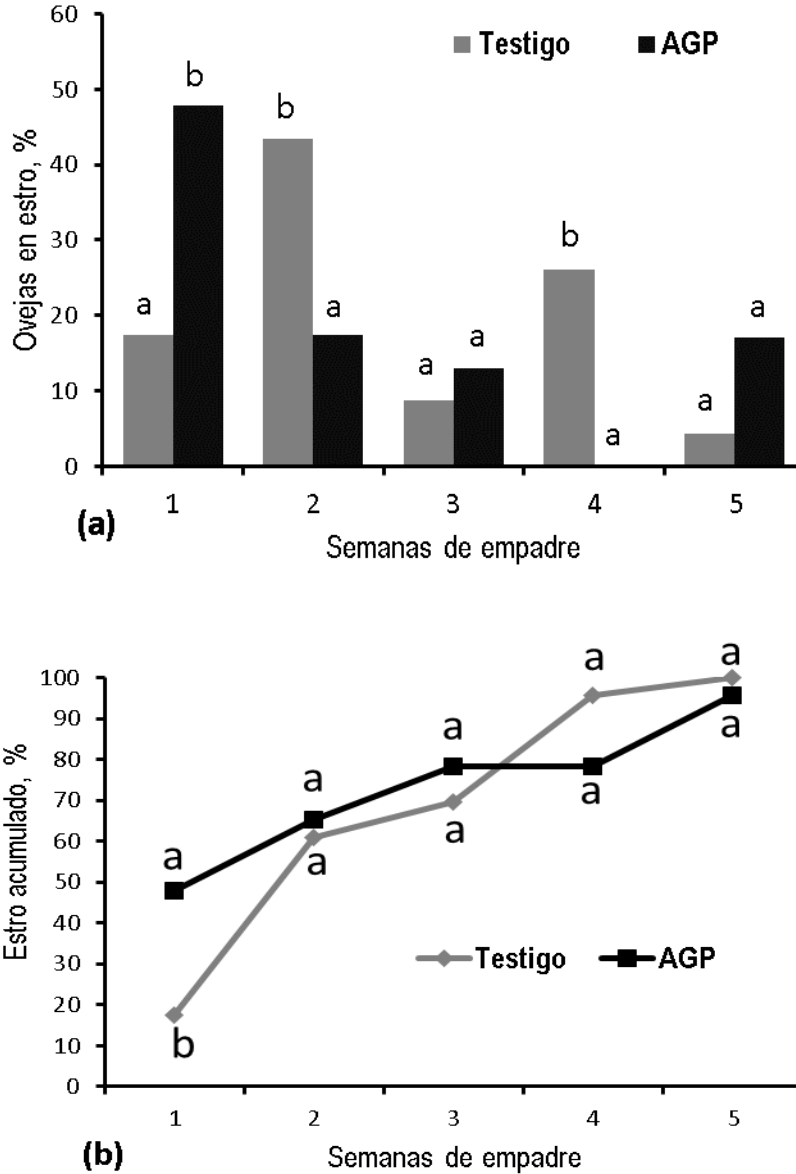 60
50
40
30
20
10
0
Ovejas en estro, %
Testigo AGP
a b b a a a b a a a
1 2 3 4 5
(a)
Semanas de empadre
100
90
80
70
60
50
40
30
20
10
0
Estro acumulado, %
a b a a a a a a a a
Testigo AGP
1 2 3 4 5
(b)
Semanas de empadre